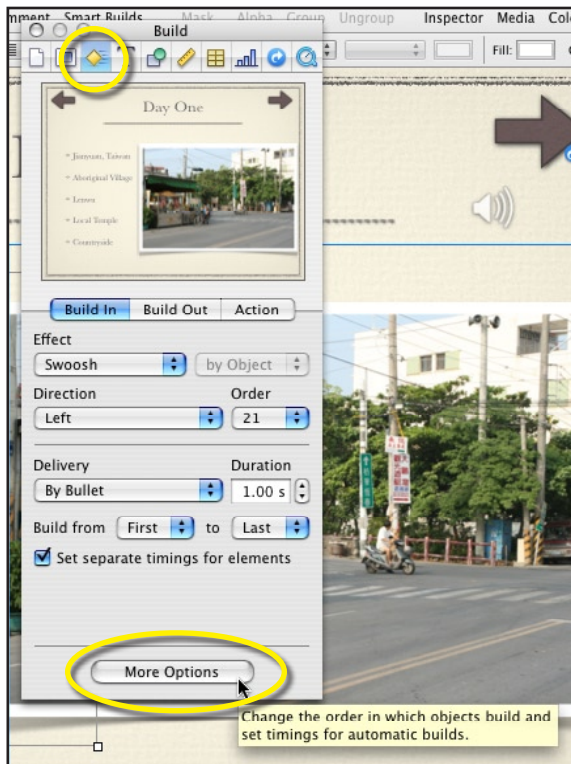 mment Smart Builds Mask Alpha Group Ungroup Inspector Media Colo
Build
Fill:
Day One
Jianyuan, Taiwan
Aboriginal Village
Lennea
Local Temple
Countryside
Build In Build Out Action
Effect
Swoosh by Object
Direction Order
Left 21
Delivery Duration
By Bullet 1.00 s
Build from First to Last
Set separate timings for elements
More Options
Change the order in which objects build and
set timings for automatic builds.